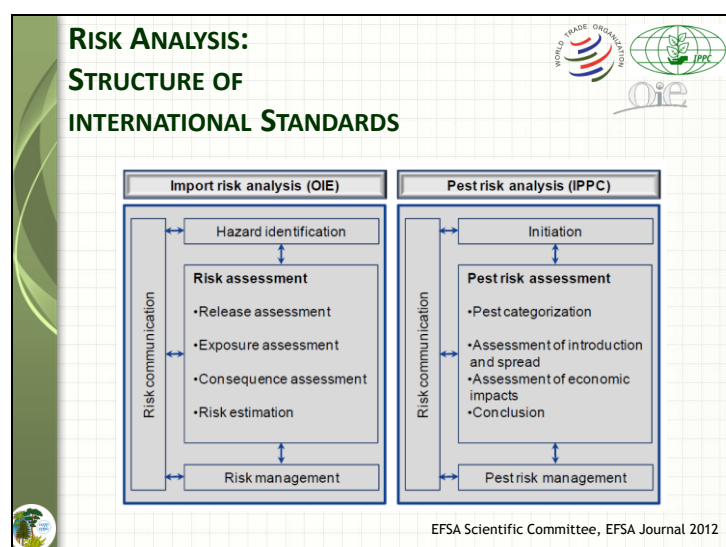 RISK ANALYSIS:
STRUCTURE OF
INTERNATIONAL STANDARDS
WORLD TRADE ORGANIZATION
IPPC
Oie
Import risk analysis (OIE)
Risk communication
Hazard identification
Risk assessment
•Release assessment
•Exposure assessment
•Consequence assessment
•Risk estimation
Risk management
Pest risk analysis (IPPC)
Risk communication
Initiation
Pest risk assessment
•Pest categorization
•Assessment of introduction
and spread
•Assessment of economic
impacts
•Conclusion
Pest risk management
EFSA Scientific Committee, EFSA Journal 2012